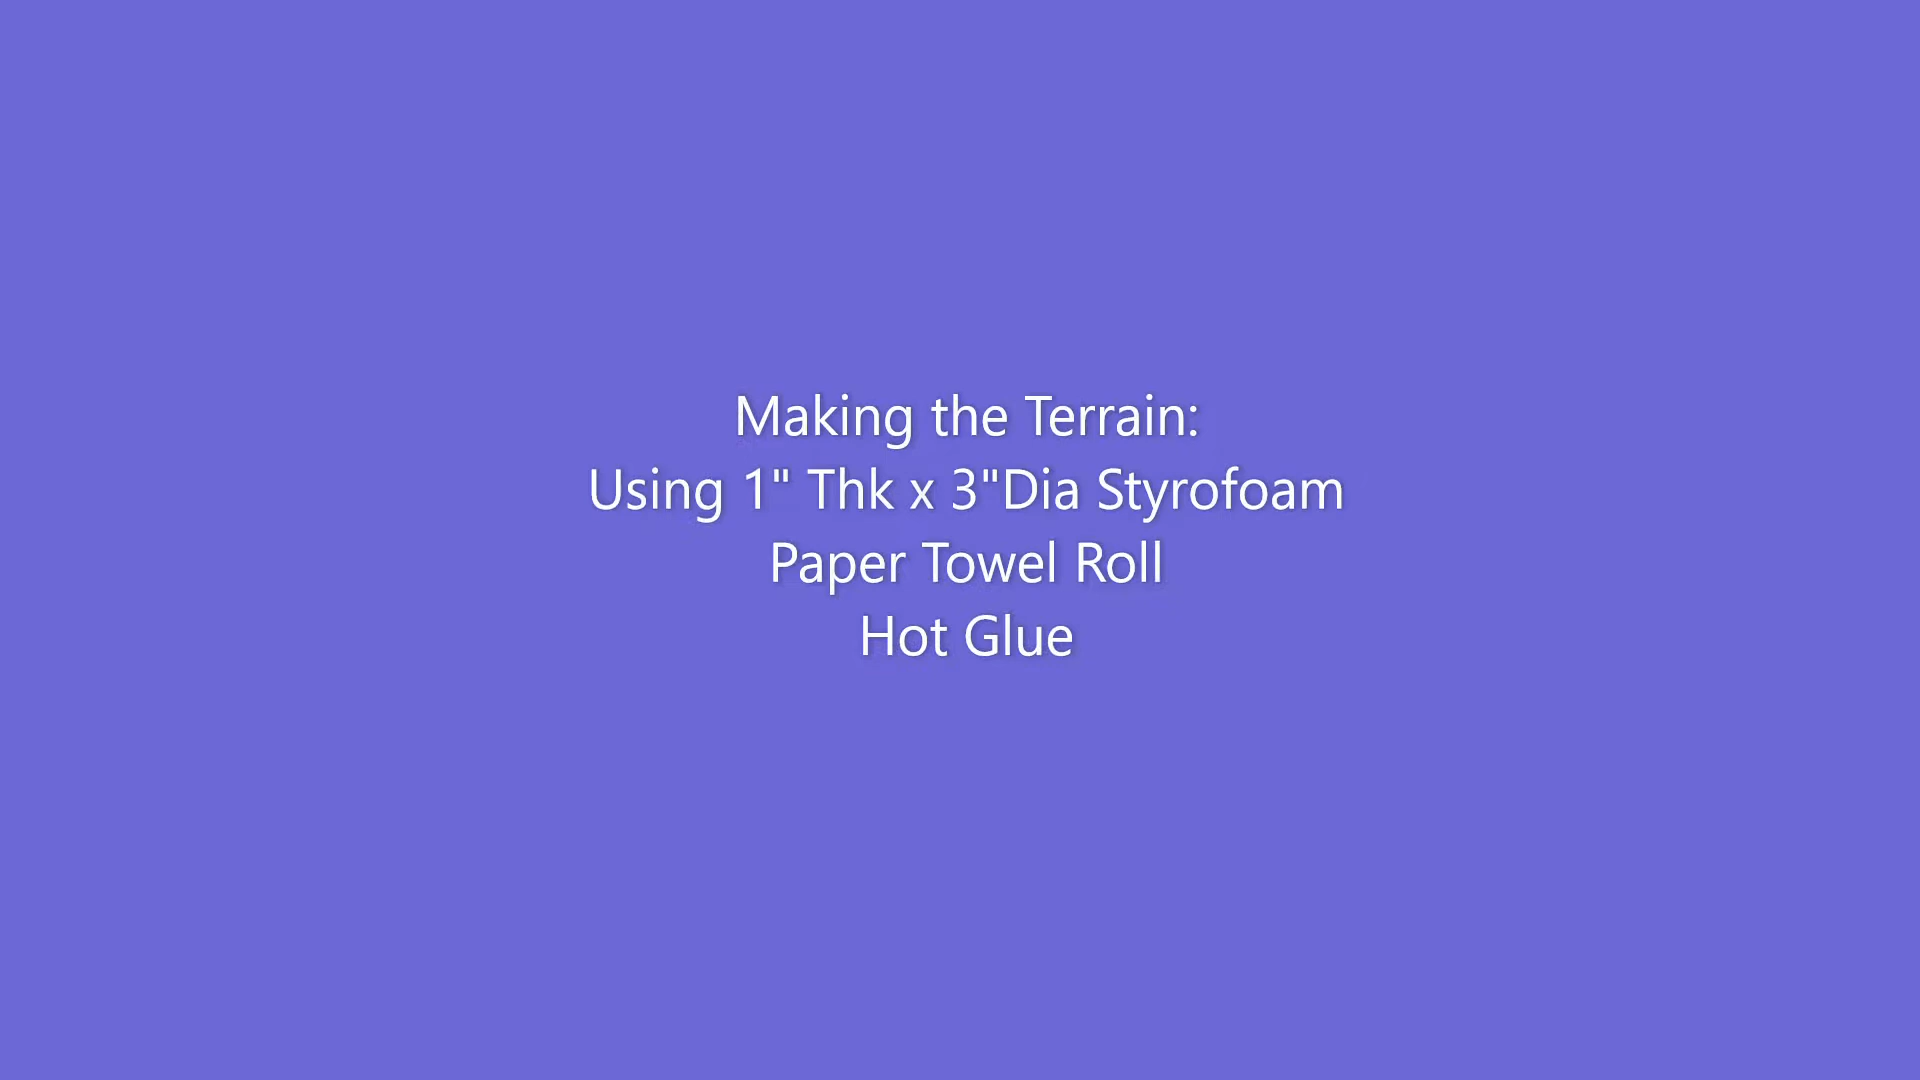 Making the Terrain:
Using 1" Thk x 3"Dia Styrofoam
Paper Towel Roll
Hot Glue